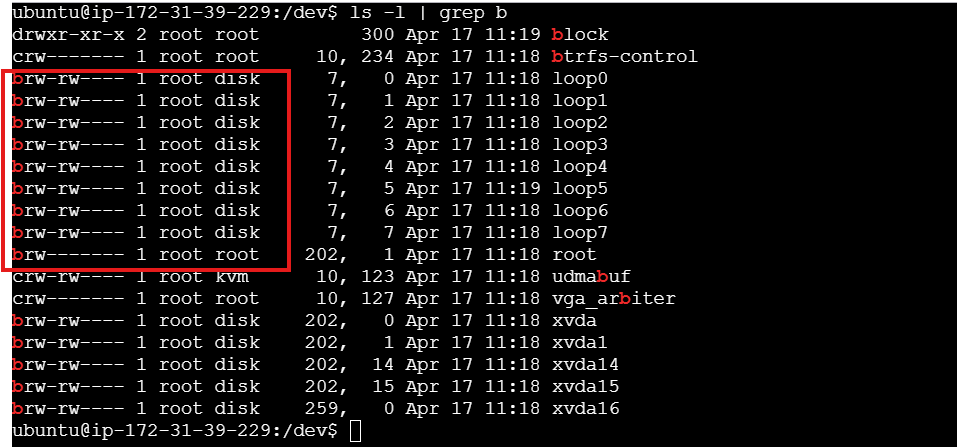 ubuntu@ip-172-31-39-229:/dev$ ls -l | grep b
drwxr-xr-x 2 root root         300 Apr 17 11:19 block
crw------- 1 root root     10, 234 Apr 17 11:18 btrfs-control
brw-rw---- 1 root disk      7,   0 Apr 17 11:18 loop0
brw-rw---- 1 root disk      7,   1 Apr 17 11:18 loop1
brw-rw---- 1 root disk      7,   2 Apr 17 11:18 loop2
brw-rw---- 1 root disk      7,   3 Apr 17 11:18 loop3
brw-rw---- 1 root disk      7,   4 Apr 17 11:18 loop4
brw-rw---- 1 root disk      7,   5 Apr 17 11:19 loop5
brw-rw---- 1 root disk      7,   6 Apr 17 11:18 loop6
brw-rw---- 1 root disk      7,   7 Apr 17 11:18 loop7
brw------- 1 root root    202,   1 Apr 17 11:18 root
crw-rw---- 1 root kvm      10, 123 Apr 17 11:18 udmabuf
crw------- 1 root root     10, 127 Apr 17 11:18 vga_arbiter
brw-rw---- 1 root disk    202,   0 Apr 17 11:18 xvda
brw-rw---- 1 root disk    202,   1 Apr 17 11:18 xvda1
brw-rw---- 1 root disk    202,  14 Apr 17 11:18 xvda14
brw-rw---- 1 root disk    202,  15 Apr 17 11:18 xvda15
brw-rw---- 1 root disk    259,   0 Apr 17 11:18 xvda16
ubuntu@ip-172-31-39-229:/dev$